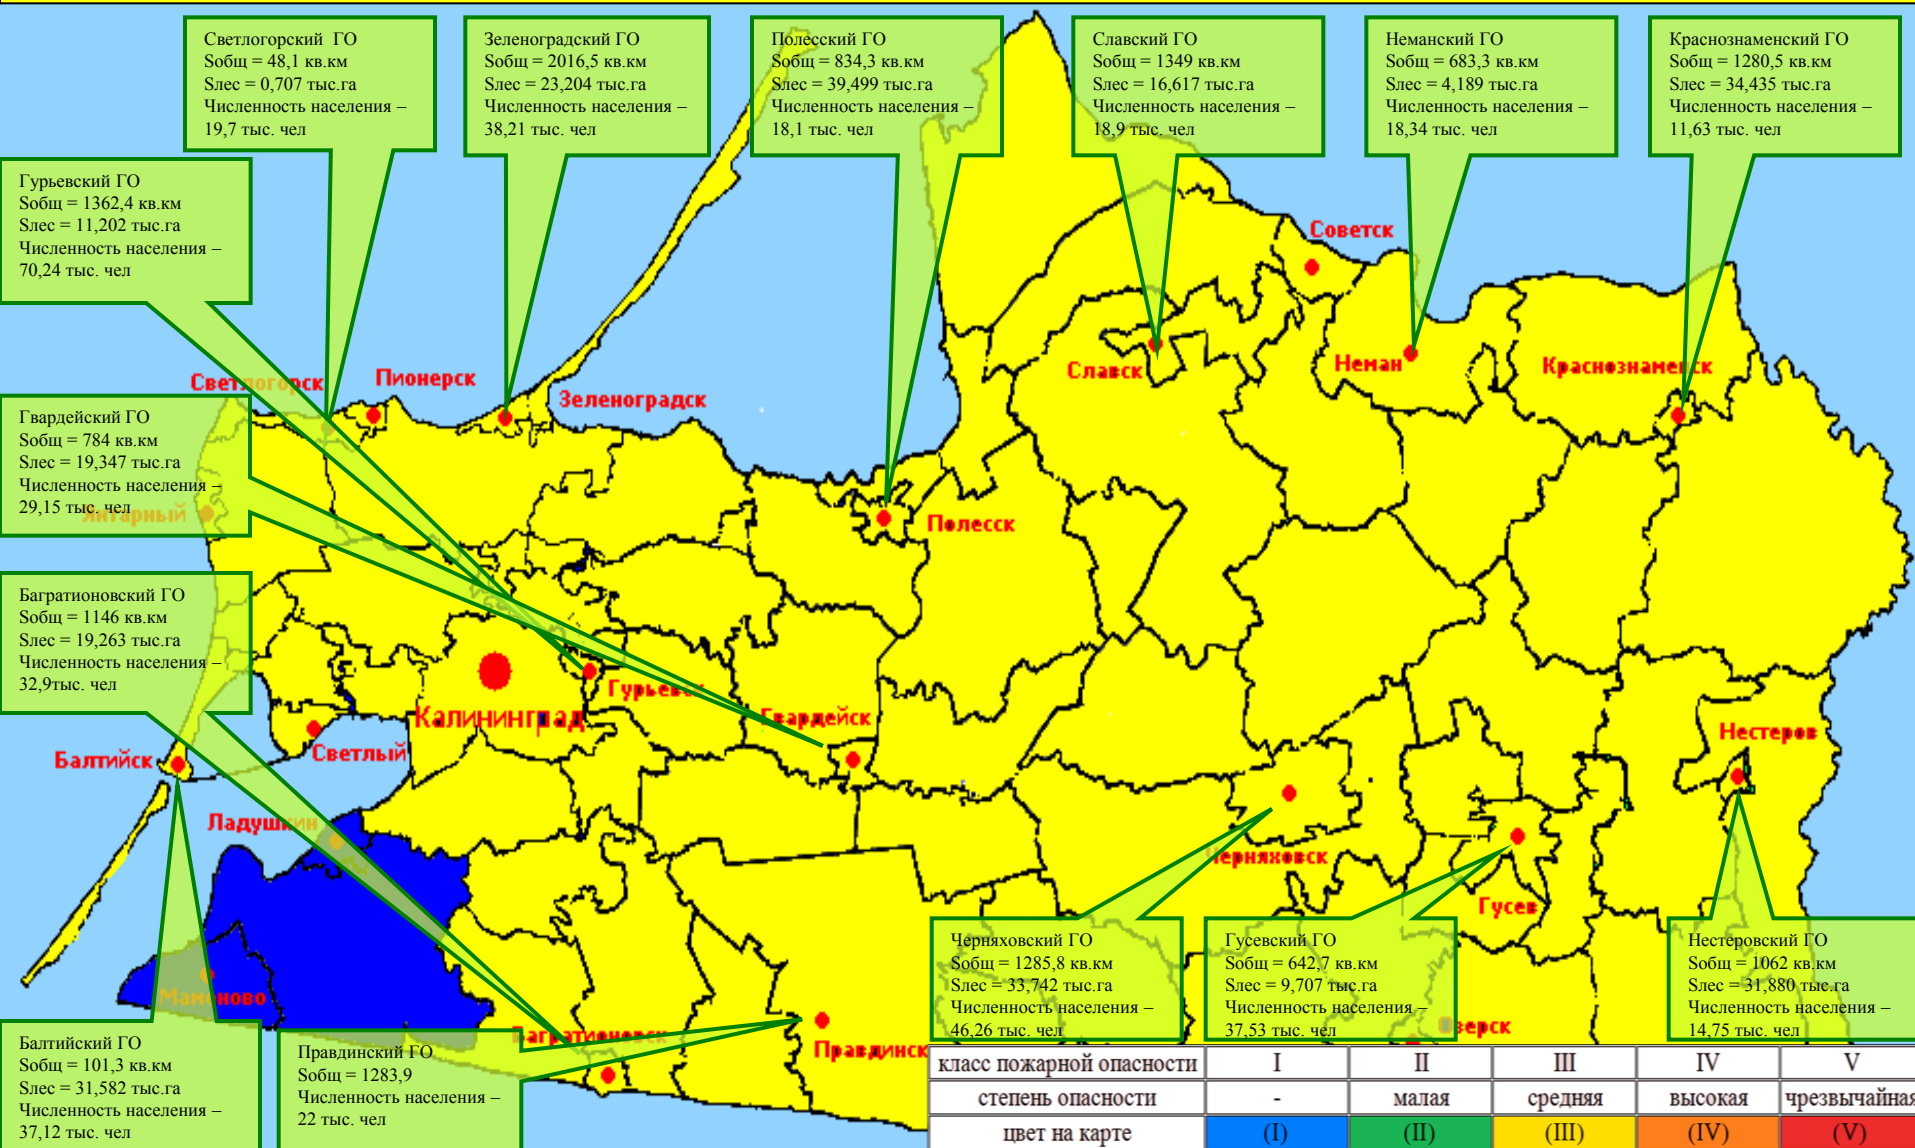 Светлогорский ГО
Sобщ = 48,1 кв.км
Sлес = 0,707 тыс.га
Численность населения –
19,7 тыс. чел
Зеленоградский ГО
Sобщ = 2016,5 кв.км
Sлес = 23,204 тыс.га
Численность населения –
38,21 тыс. чел
Полесский ГО
Sобщ = 834,3 кв.км
Sлес = 39,499 тыс.га
Численность населения –
18,1 тыс. чел
Славский ГО
Sобщ = 1349 кв.км
Sлес = 16,617 тыс.га
Численность населения –
18,9 тыс. чел
Неманский ГО
Sобщ = 683,3 кв.км
Sлес = 4,189 тыс.га
Численность населения –
18,34 тыс. чел
Краснознаменский ГО
Sобщ = 1280,5 кв.км
Sлес = 34,435 тыс.га
Численность населения –
11,63 тыс. чел
Гурьевский ГО
Sобщ = 1362,4 кв.км
Sлес = 11,202 тыс.га
Численность населения –
70,24 тыс. чел
Советск
Светлогорск
Пионерск
Зеленоградск
Славск
Неман
Краснознаменск
Гвардейский ГО
Sобщ = 784 кв.км
Sлес = 19,347 тыс.га
Численность населения –
29,15 тыс. чел
Янтарный
Полесск
Багратионовский ГО
Sобщ = 1146 кв.км
Sлес = 19,263 тыс.га
Численность населения –
32,9тыс. чел
Гурьевск
Калининград
Гвардейск
Нестеров
Балтийск
Светлый
Ладушкин
Черняховск
Гусев
Мамоново
Багратионовск
Правдинск
Озерск
Черняховский ГО
Sобщ = 1285,8 кв.км
Sлес = 33,742 тыс.га
Численность населения –
46,26 тыс. чел
Гусевский ГО
Sобщ = 642,7 кв.км
Sлес = 9,707 тыс.га
Численность населения –
37,53 тыс. чел
Нестеровский ГО
Sобщ = 1062 кв.км
Sлес = 31,880 тыс.га
Численность населения –
14,75 тыс. чел
Балтийский ГО
Sобщ = 101,3 кв.км
Sлес = 31,582 тыс.га
Численность населения –
37,12 тыс. чел
Правдинский ГО
Sобщ = 1283,9
Численность населения –
22 тыс. чел
класс пожарной опасности I II III IV V
степень опасности - малая средняя высокая чрезвычайная
цвет на карте (I) (II) (III) (IV) (V)